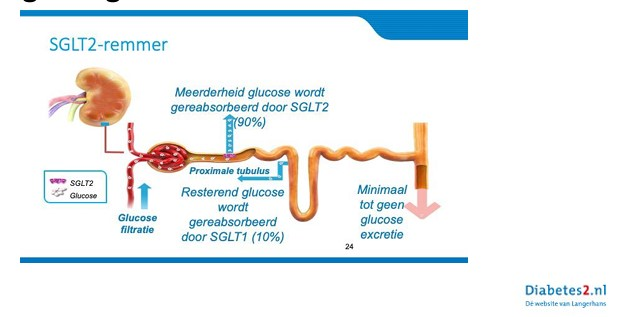 SGLT2-remmer
Meerderheid glucose wordt
gereabsorbeerd door SGLT2
(90%)
Proximale tubulus
SGLT2
Glucose
Glucose
filtratie
Resterend glucose
wordt
gereabsorbeerd
door SGLT1 (10%)
Minimaal
tot geen
glucose
excretie
24
Diabetes2.nl
Dé website van Langerhans